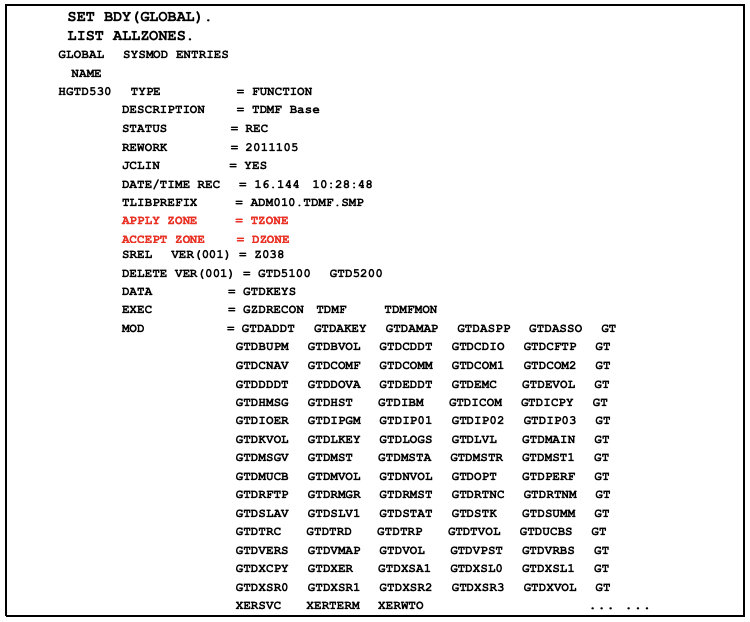 SET BDY(GLOBAL).
LIST ALLZONES.
GLOBAL SYSMOD ENTRIES
NAME
HGTD530 TYPE = FUNCTION
DESCRIPTION = TDMF Base
STATUS = REC
REWORK = 2011105
JCLIN = YES
DATE/TIME REC = 16.144 10:28:48
TLIBPREFIX = ADM010.TDMF.SMP
APPLY ZONE = TZONE
ACCEPT ZONE = DZONE
SREL VER(001) = Z038
DELETE VER(001) = GTD5100 GTD5200
DATA = GTDKEYS
EXEC = GZDRECON TDMF TDMFMON
MOD = GTDADDT GTDAKEY GTDAMAP GTDASPP GTDASSO GT
GTDBUPM GTDBVOL GTDCDDT GTDCDIO GTDCFTP GT
GTDCNAV GTDCOMF GTDCOMM GTDCOM1 GTDCOM2 GT
GTDDDDT GTDDOVA GTDEDDT GTDEMC GTDEVOL GT
GTDHMSG GTDHST GTDIBM GTDICOM GTDICPY GT
GTDIOER GTDIPGM GTDIP01 GTDIP02 GTDIP03 GT
GTDKVOL GTDLKEY GTDLOGS GTDLVL GTDMAIN GT
GTDMSGV GTDMST GTDMSTA GTDMSTR GTDMST1 GT
GTDMUCB GTDMVOL GTDNVOL GTDOPT GTDPERF GT
GTDRFTP GTDRMGR GTDRMST GTDRTNC GTDRTNM GT
GTDSLAV GTDSLV1 GTDSTAT GTDSTK GTDSUMM GT
GTDTRC GTDTRD GTDTRP GTDTVOL GTDUCBS GT
GTDVERS GTDVMAP GTDVOL GTDVPST GTDVRBS GT
GTDXCPY GTDXER GTDXSA1 GTDXSL0 GTDXSL1 GT
GTDXSR0 GTDXSR1 GTDXSR2 GTDXSR3 GTDXVOL GT
XERSVC XERTERM XERWTO ... ...